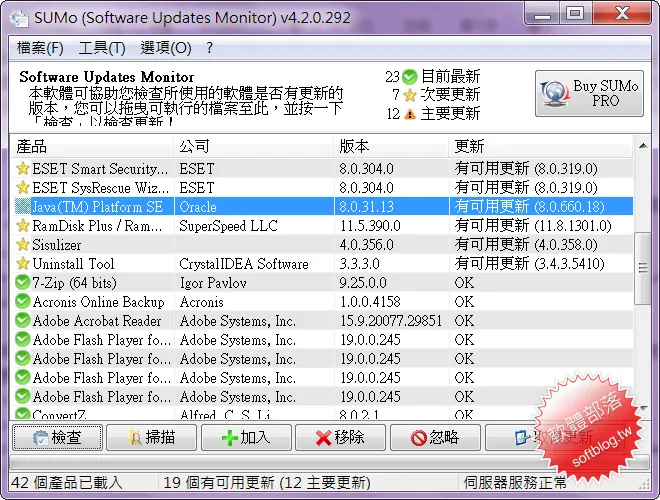 SUMo (Software Updates Monitor) v4.2.0.292
檔案(F) 工具(T) 選項(O) ?
Software Updates Monitor
本軟體可協助您檢查所使用的軟體是否有更新的
版本，您可以拖曳可執行的檔案至此，並按一下
「檢查」以檢查更新！
23 目前最新
7 次要更新
12 主要更新
Buy SUMo
PRO
產品 公司 版本 更新
ESET Smart Security... ESET 8.0.304.0 有可用更新 (8.0.319.0)
ESET SysRescue Wiz... ESET 8.0.304.0 有可用更新 (8.0.319.0)
Java(TM) Platform SE Oracle 8.0.31.13 有可用更新 (8.0.660.18)
RamDisk Plus / Ram... SuperSpeed LLC 11.5.390.0 有可用更新 (11.8.1301.0)
Sisulizer 4.0.356.0 有可用更新 (4.0.358.0)
Uninstall Tool CrystalIDEA Software 3.3.3.0 有可用更新 (3.4.3.5410)
7-Zip (64 bits) Igor Pavlov 9.25.0.0 OK
Acronis Online Backup Acronis 1.0.0.4158 OK
Adobe Acrobat Reader Adobe Systems, Inc. 15.9.20077.29851 OK
Adobe Flash Player fo... Adobe Systems, Inc. 19.0.0.245 OK
Adobe Flash Player fo... Adobe Systems, Inc. 19.0.0.245 OK
Adobe Flash Player fo... Adobe Systems, Inc. 19.0.0.245 OK
Adobe Flash Player fo... Adobe Systems, Inc. 19.0.0.245 OK
ConvertZ Alfred, C. S. Li 8.0.2.1 OK
檢查 掃描 加入 移除 忽略 更新
軟體部落
softblog.tw
42 個產品已載入 19 個有可用更新 (12 主要更新) 伺服器服務正常